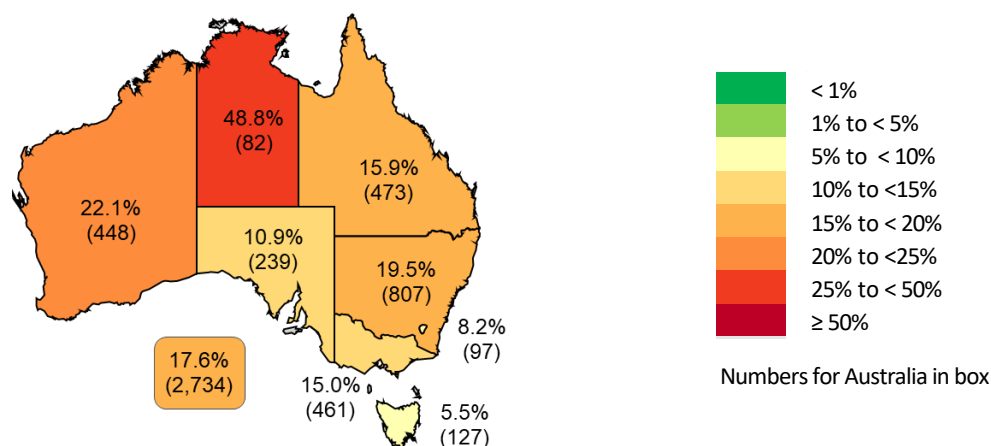 48.8%
(82)
15.9%
(473)
22.1%
(448)
10.9%
(239)
19.5%
(807)
8.2%
(97)
17.6%
(2,734)
15.0%
(461)
5.5%
(127)
< 1%
1% to < 5%
5% to < 10%
10% to <15%
15% to < 20%
20% to <25%
25% to < 50%
≥ 50%
Numbers for Australia in box